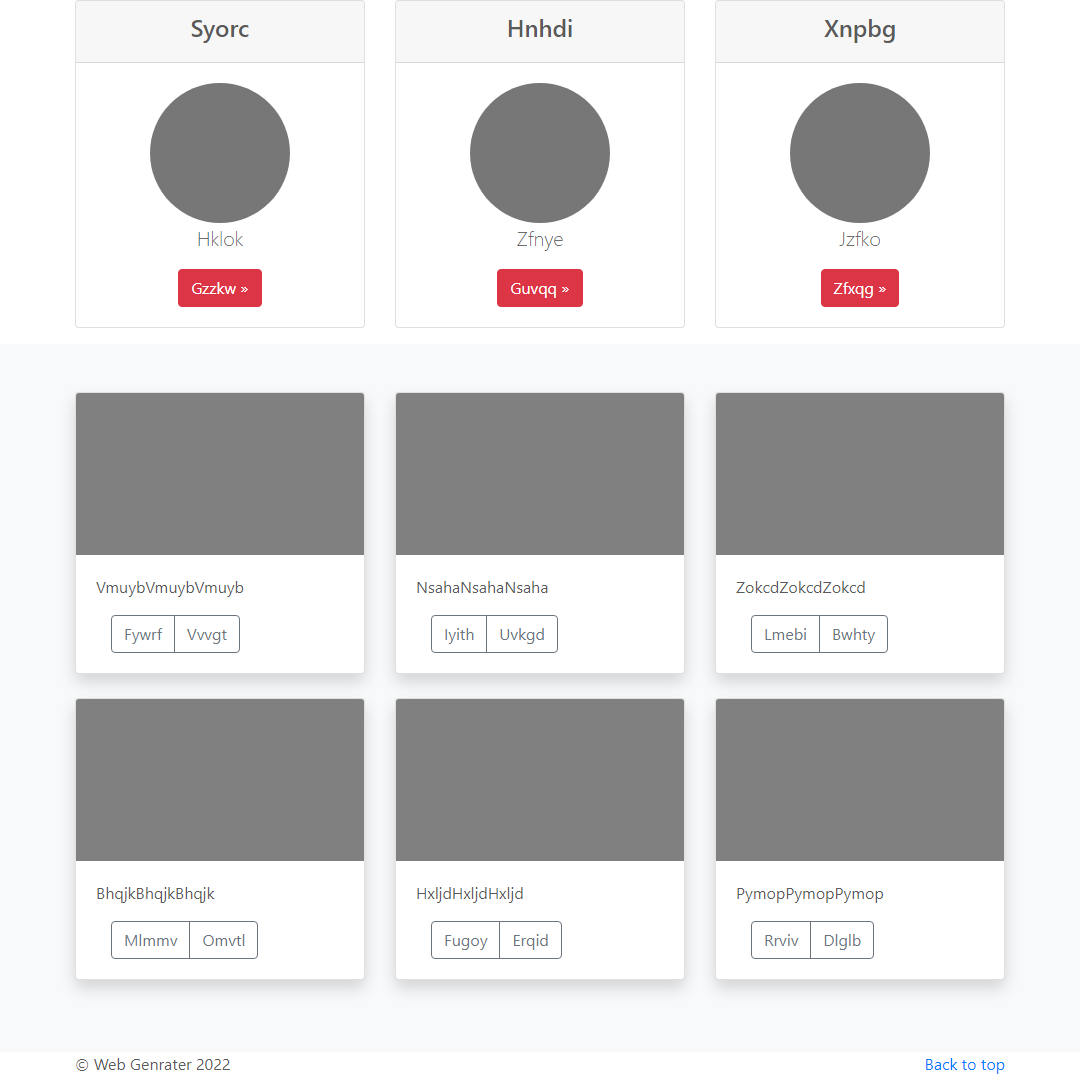 Syorc
Hnhdi
Xnpbg
Hklok
Zfnye
Jzfko
Gzzkw »
Guvqq »
Zfxqg »
VmuybVmuybVmuyb
NsahaNsahaNsaha
ZokcdZokcdZokcd
Fywrf Vvvgt
Iyith Uvkgd
Lmebi Bwhty
BhqjkBhqjkBhqjk
HxljdHxljdHxljd
PymopPymopPymop
Mlmmv Omvtl
Fugoy Erqid
Rrviv Dlglb
© Web Genrater 2022
Back to top